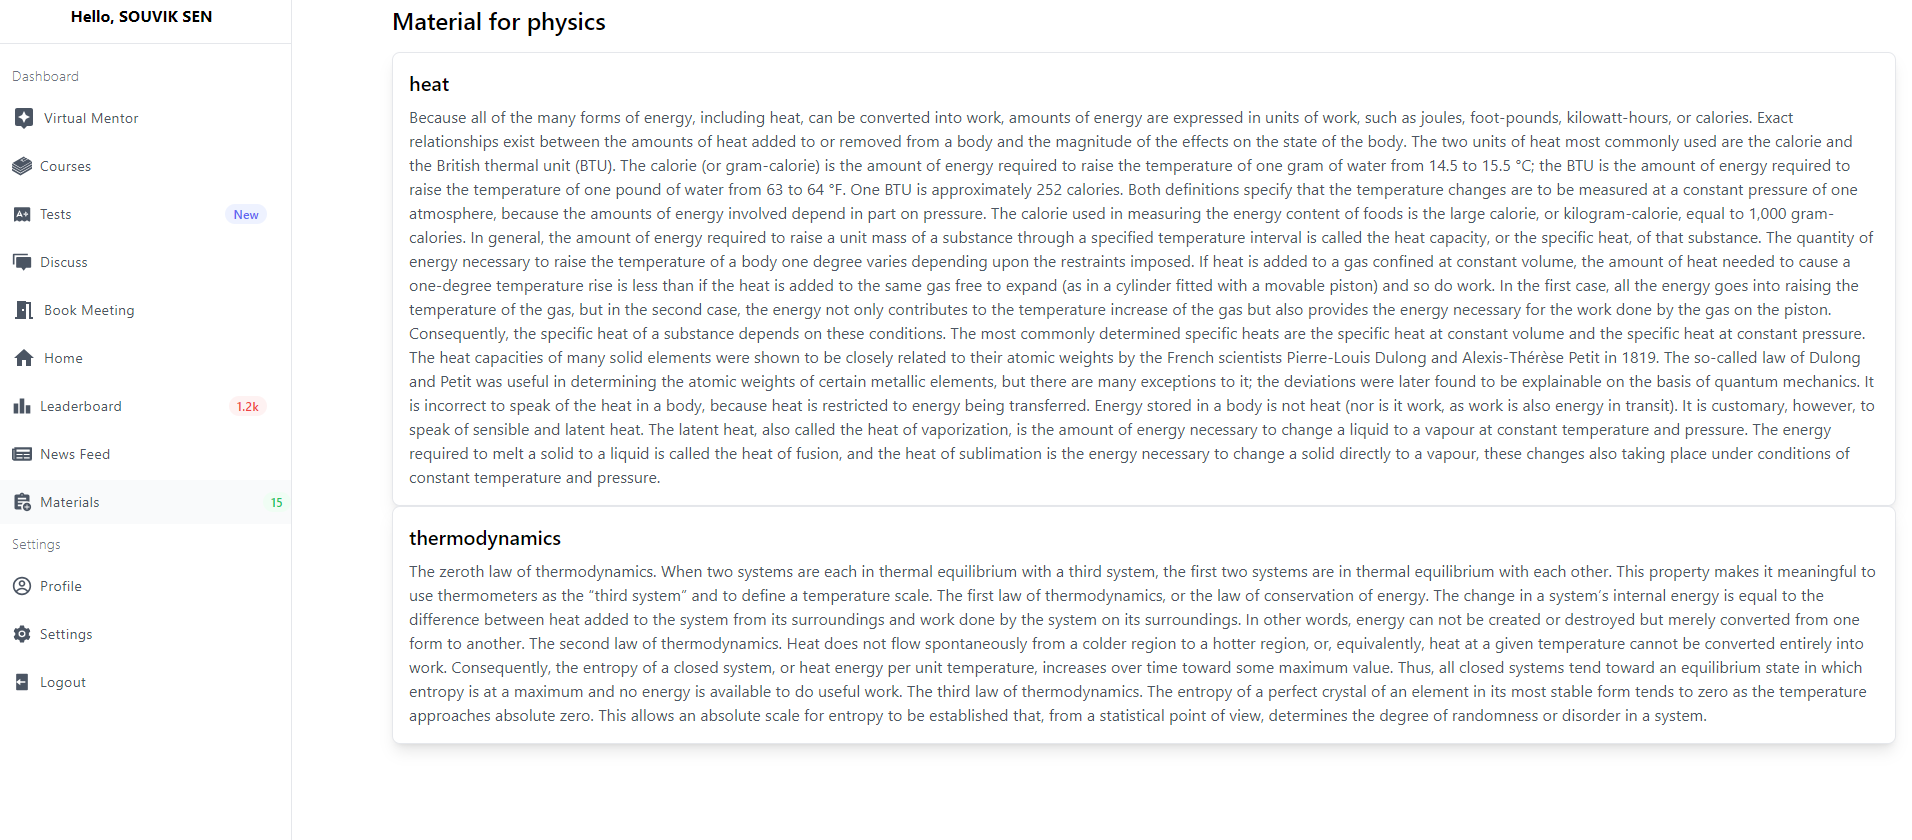 Hello, SOUVIK SEN
Dashboard
Virtual Mentor
Courses
Tests New
Discuss
Book Meeting
Home
Leaderboard 1.2k
News Feed
Materials 15
Settings
Profile
Settings
Logout
Material for physics
heat
Because all of the many forms of energy, including heat, can be converted into work, amounts of energy are expressed in units of work, such as joules, foot-pounds, kilowatt-hours, or calories. Exact
relationships exist between the amounts of heat added to or removed from a body and the magnitude of the effects on the state of the body. The two units of heat most commonly used are the calorie and
the British thermal unit (BTU). The calorie (or gram-calorie) is the amount of energy required to raise the temperature of one gram of water from 14.5 to 15.5 °C; the BTU is the amount of energy required to
raise the temperature of one pound of water from 63 to 64 °F. One BTU is approximately 252 calories. Both definitions specify that the temperature changes are to be measured at a constant pressure of one
atmosphere, because the amounts of energy involved depend in part on pressure. The calorie used in measuring the energy content of foods is the large calorie, or kilogram-calorie, equal to 1,000 gram-
calories. In general, the amount of energy required to raise a unit mass of a substance through a specified temperature interval is called the heat capacity, or the specific heat, of that substance. The quantity of
energy necessary to raise the temperature of a body one degree varies depending upon the restraints imposed. If heat is added to a gas confined at constant volume, the amount of heat needed to cause a
one-degree temperature rise is less than if the heat is added to the same gas free to expand (as in a cylinder fitted with a movable piston) and so do work. In the first case, all the energy goes into raising the
temperature of the gas, but in the second case, the energy not only contributes to the temperature increase of the gas but also provides the energy necessary for the work done by the gas on the piston.
Consequently, the specific heat of a substance depends on these conditions. The most commonly determined specific heats are the specific heat at constant volume and the specific heat at constant pressure.
The heat capacities of many solid elements were shown to be closely related to their atomic weights by the French scientists Pierre-Louis Dulong and Alexis-Thérèse Petit in 1819. The so-called law of Dulong
and Petit was useful in determining the atomic weights of certain metallic elements, but there are many exceptions to it; the deviations were later found to be explainable on the basis of quantum mechanics. It
is incorrect to speak of the heat in a body, because heat is restricted to energy being transferred. Energy stored in a body is not heat (nor is it work, as work is also energy in transit). It is customary, however, to
speak of sensible and latent heat. The latent heat, also called the heat of vaporization, is the amount of energy necessary to change a liquid to a vapour at constant temperature and pressure. The energy
required to melt a solid to a liquid is called the heat of fusion, and the heat of sublimation is the energy necessary to change a solid directly to a vapour, these changes also taking place under conditions of
constant temperature and pressure.
thermodynamics
The zeroth law of thermodynamics. When two systems are each in thermal equilibrium with a third system, the first two systems are in thermal equilibrium with each other. This property makes it meaningful to
use thermometers as the “third system” and to define a temperature scale. The first law of thermodynamics, or the law of conservation of energy. The change in a system’s internal energy is equal to the
difference between heat added to the system from its surroundings and work done by the system on its surroundings. In other words, energy can not be created or destroyed but merely converted from one
form to another. The second law of thermodynamics. Heat does not flow spontaneously from a colder region to a hotter region, or, equivalently, heat at a given temperature cannot be converted entirely into
work. Consequently, the entropy of a closed system, or heat energy per unit temperature, increases over time toward some maximum value. Thus, all closed systems tend toward an equilibrium state in which
entropy is at a maximum and no energy is available to do useful work. The third law of thermodynamics. The entropy of a perfect crystal of an element in its most stable form tends to zero as the temperature
approaches absolute zero. This allows an absolute scale for entropy to be established that, from a statistical point of view, determines the degree of randomness or disorder in a system.